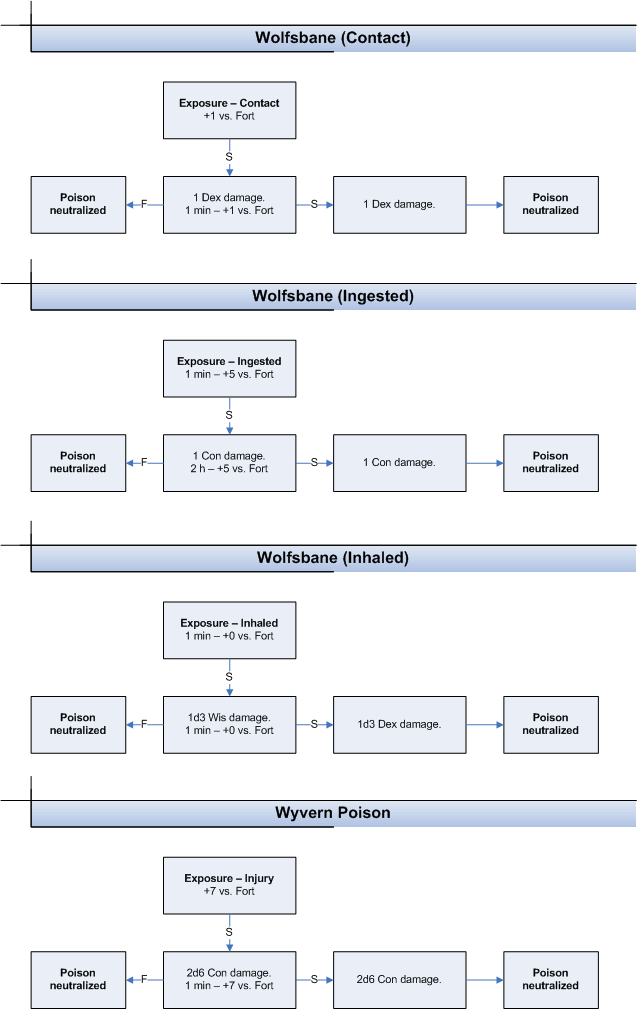 Wolfsbane (Contact)
Exposure – Contact
+1 vs. Fort
S
Poison
neutralized
F
1 Dex damage.
1 min – +1 vs. Fort
S
1 Dex damage.
Poison
neutralized
Wolfsbane (Ingested)
Exposure – Ingested
1 min – +5 vs. Fort
S
Poison
neutralized
F
1 Con damage.
2 h – +5 vs. Fort
S
1 Con damage.
Poison
neutralized
Wolfsbane (Inhaled)
Exposure – Inhaled
1 min – +0 vs. Fort
S
Poison
neutralized
F
1d3 Wis damage.
1 min – +0 vs. Fort
S
1d3 Dex damage.
Poison
neutralized
Wyvern Poison
Exposure – Injury
+7 vs. Fort
S
Poison
neutralized
F
2d6 Con damage.
1 min – +7 vs. Fort
S
2d6 Con damage.
Poison
neutralized